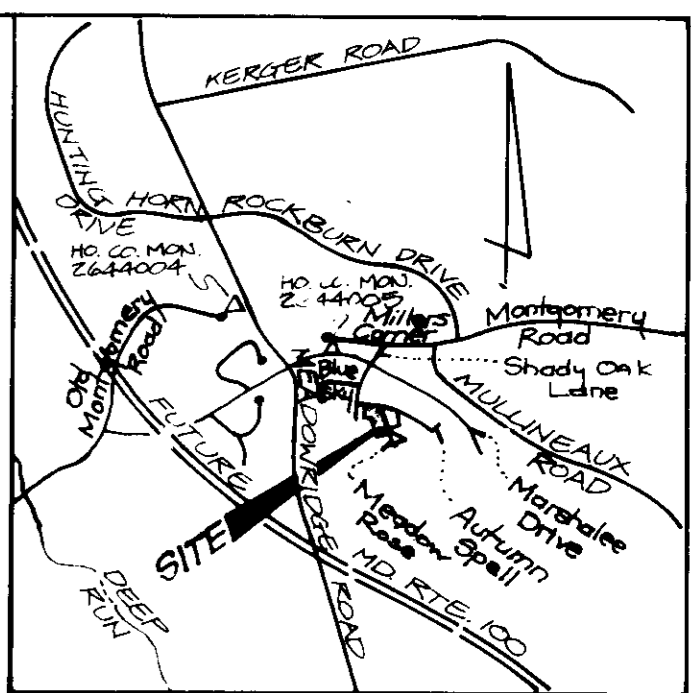 KERGER ROAD
HUNTING
HORN
DRIVE
ROCKBURN DRIVE
HO. CO. MON.
2644004
HO. CO. MON.
Millers
Corner
Montgomery
Road
Shady Oak
Lane
Old
Montgomery
Road
Blue
Sky
MULLINEAUX
ROAD
MEADOWRIDGE ROAD
FUTURE
MD. RTE. 100
SITE
Meadow
Rose
Autumn
Spell
Marshalee
Drive
DEEP
RUN